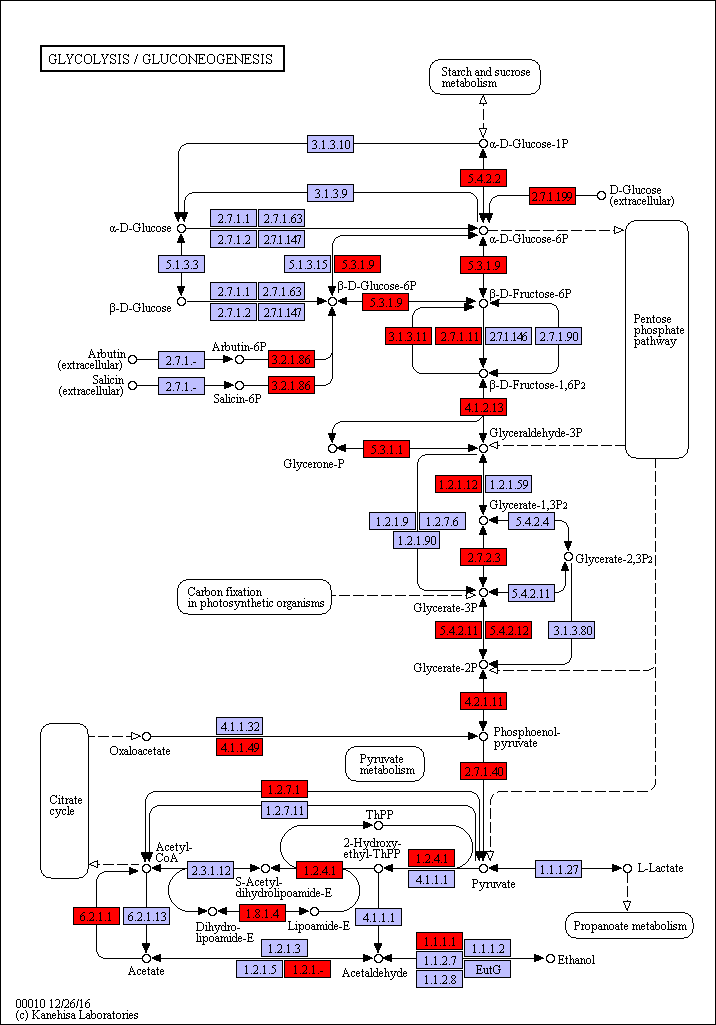 GLYCOLYSIS / GLUCONEOGENESIS
Starch and sucrose
metabolism
3.1.3.10
α-D-Glucose-1P
5.4.2.2
3.1.3.9
2.7.1.199
D-Glucose
(extracellular)
α-D-Glucose
2.7.1.1
2.7.1.63
2.7.1.2
2.7.1.147
α-D-Glucose-6P
5.1.3.3
5.1.3.15
5.3.1.9
5.3.1.9
β-D-Glucose
2.7.1.1
2.7.1.63
2.7.1.2
2.7.1.147
β-D-Glucose-6P
5.3.1.9
β-D-Fructose-6P
Pentose
phosphate
pathway
3.1.3.11
2.7.1.11
2.7.1.146
2.7.1.90
Arbutin
(extracellular)
2.7.1.-
Arbutin-6P
3.2.1.86
Salicin
(extracellular)
2.7.1.-
Salicin-6P
3.2.1.86
β-D-Fructose-1,6P2
4.1.2.13
Glyceraldehyde-3P
Glycerone-P
5.3.1.1
1.2.1.12
1.2.1.59
Glycerate-1,3P2
1.2.1.9
1.2.7.6
1.2.1.90
5.4.2.4
2.7.2.3
Glycerate-2,3P2
Carbon fixation
in photosynthetic organisms
5.4.2.11
Glycerate-3P
5.4.2.11
5.4.2.12
3.1.3.80
Glycerate-2P
4.2.1.11
Oxaloacetate
4.1.1.32
4.1.1.49
Phosphoenol-
pyruvate
Pyruvate
metabolism
2.7.1.40
Citrate
cycle
1.2.7.1
1.2.7.11
ThPP
Acetyl-
CoA
2-Hydroxy-
ethyl-ThPP
2.3.1.12
S-Acetyl-
dihydrolipoamide-E
1.2.4.1
1.2.4.1
4.1.1.1
Pyruvate
1.1.1.27
L-Lactate
6.2.1.1
6.2.1.13
Dihydro-
lipoamide-E
1.8.1.4
Lipoamide-E
4.1.1.1
Propanoate metabolism
Acetate
1.2.1.3
1.2.1.5
1.2.1.-
Acetaldehyde
1.1.1.1
1.1.1.2
1.1.2.7
EutG
1.1.2.8
Ethanol
00010 12/26/16
(c) Kanehisa Laboratories